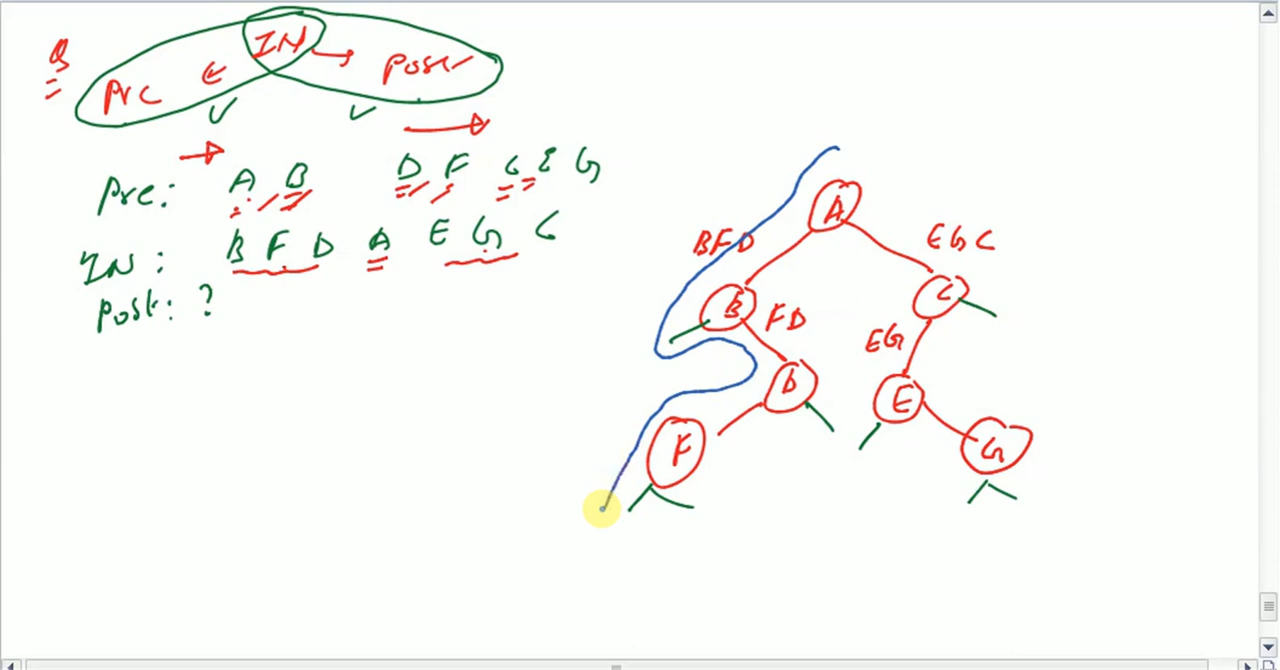 Q
IN
Pre ← → Post
Pre: A B D F C E G
IN: B F D A E G C
Post: ?
A
BFD
EGC
B
FD
C
EG
D
E
F
G